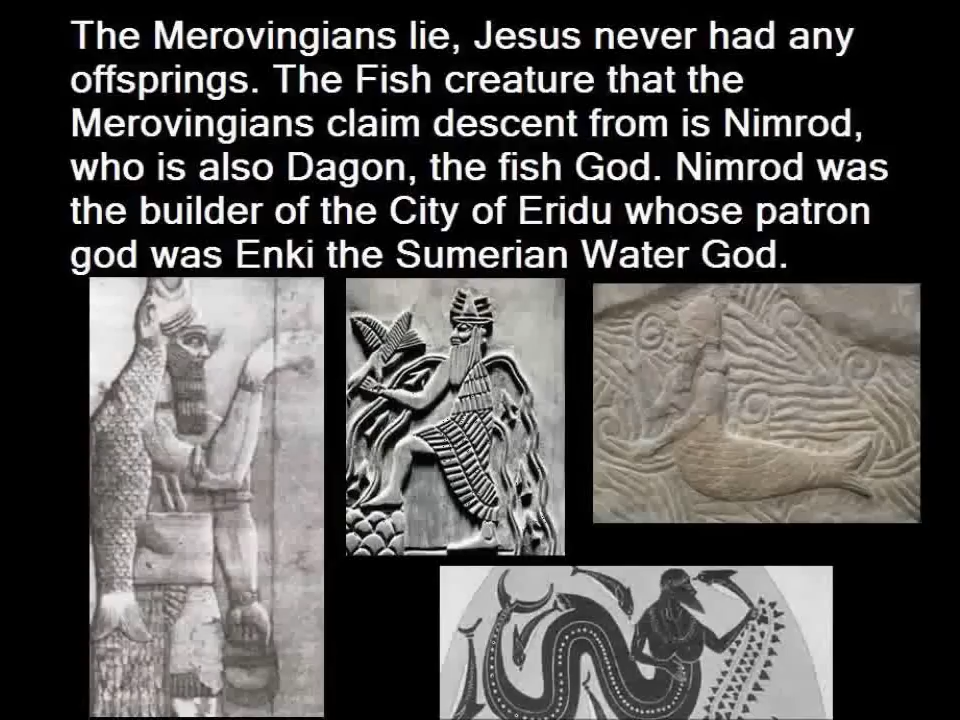 The Merovingians lie, Jesus never had any
offsprings. The Fish creature that the
Merovingians claim descent from is Nimrod,
who is also Dagon, the fish God. Nimrod was
the builder of the City of Eridu whose patron
god was Enki the Sumerian Water God.